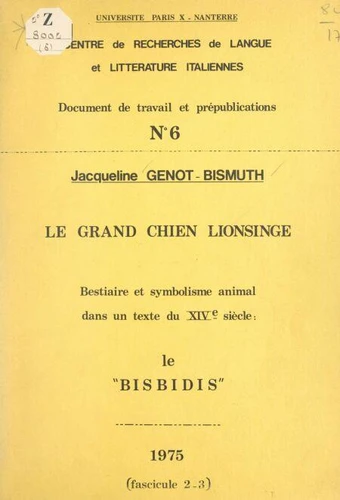 UNIVERSITE PARIS X - NANTERRE
Z
8000
(6)
CENTRE de RECHERCHES de LANGUE
et LITTERATURE ITALIENNES
Document de travail et prépublications
N°6
Jacqueline GENOT-BISMUTH
LE GRAND CHIEN LIONSINGE
Bestiaire et symbolisme animal
dans un texte du XIVe siècle:
le
"BISBIDIS"
1975
(fascicule 2-3)